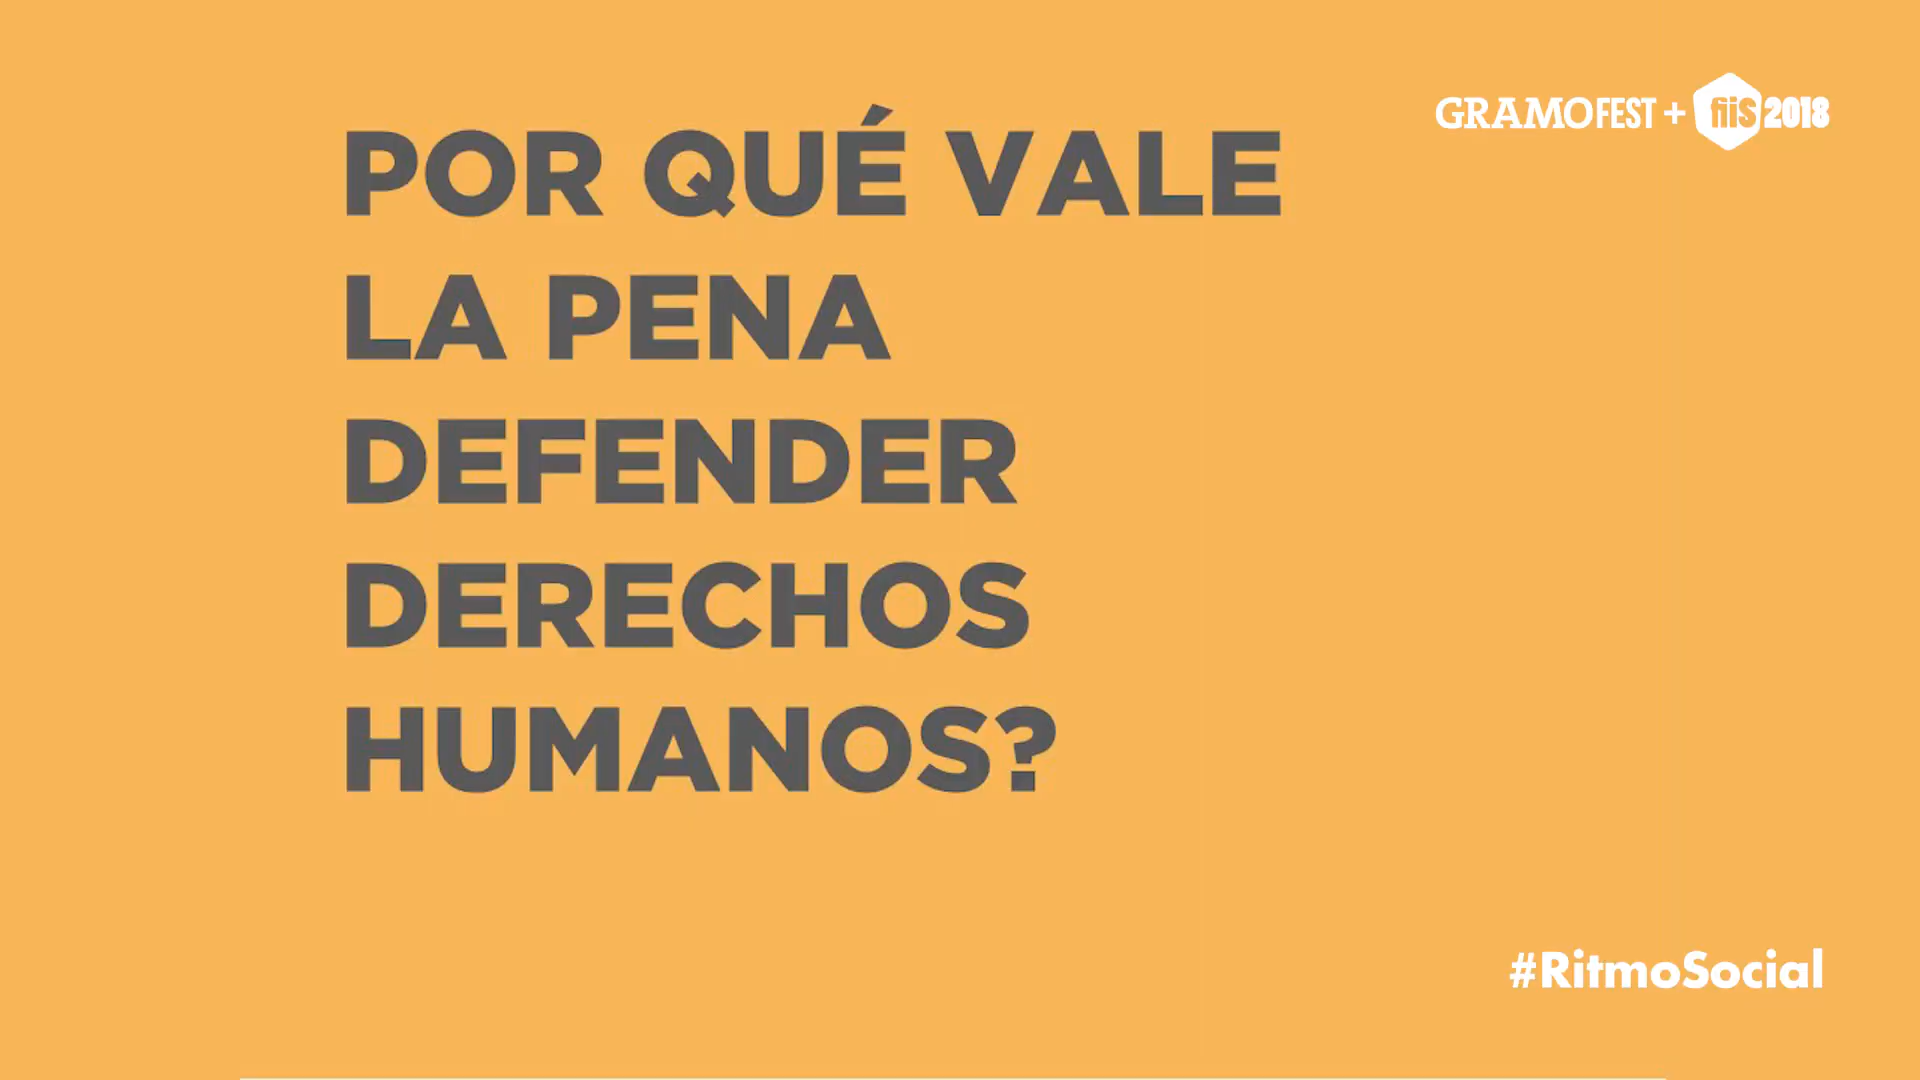 GRAMOFEST + fiiS 2018
POR QUÉ VALE
LA PENA
DEFENDER
DERECHOS
HUMANOS?
#RitmoSocial